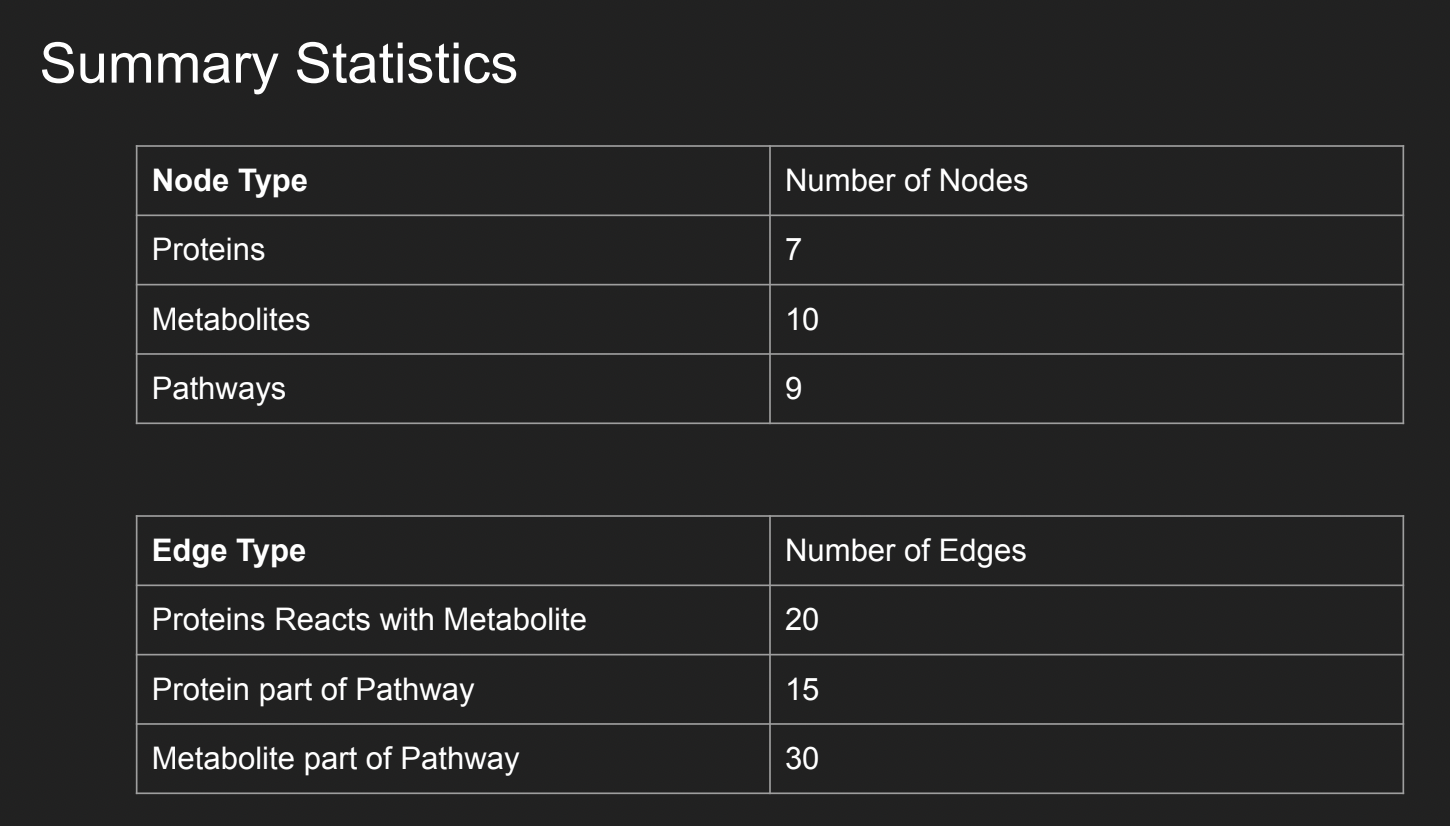 Summary Statistics
Node Type Number of Nodes
Proteins 7
Metabolites 10
Pathways 9
Edge Type Number of Edges
Proteins Reacts with Metabolite 20
Protein part of Pathway 15
Metabolite part of Pathway 30